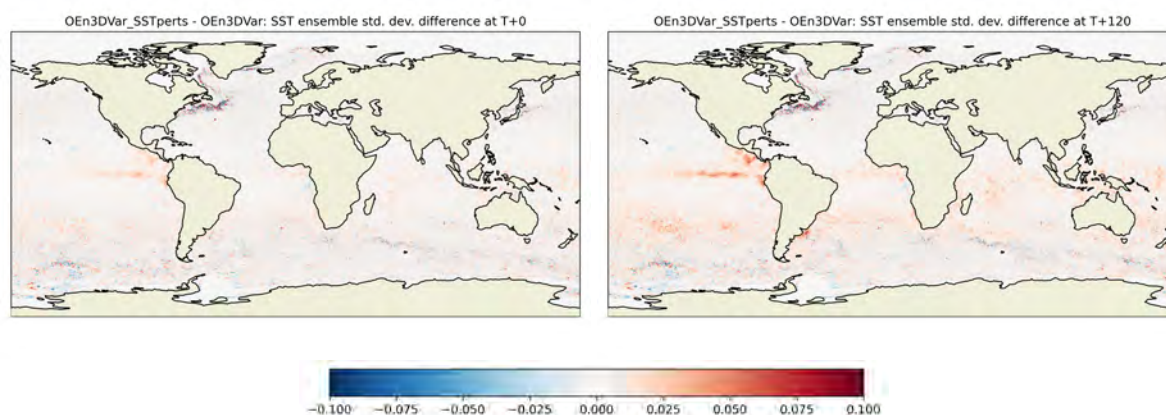 OEn3DVar_SSTperts - OEn3DVar: SST ensemble std. dev. difference at T+0
OEn3DVar_SSTperts - OEn3DVar: SST ensemble std. dev. difference at T+120
−0.100 −0.075 −0.050 −0.025 0.000 0.025 0.050 0.075 0.100